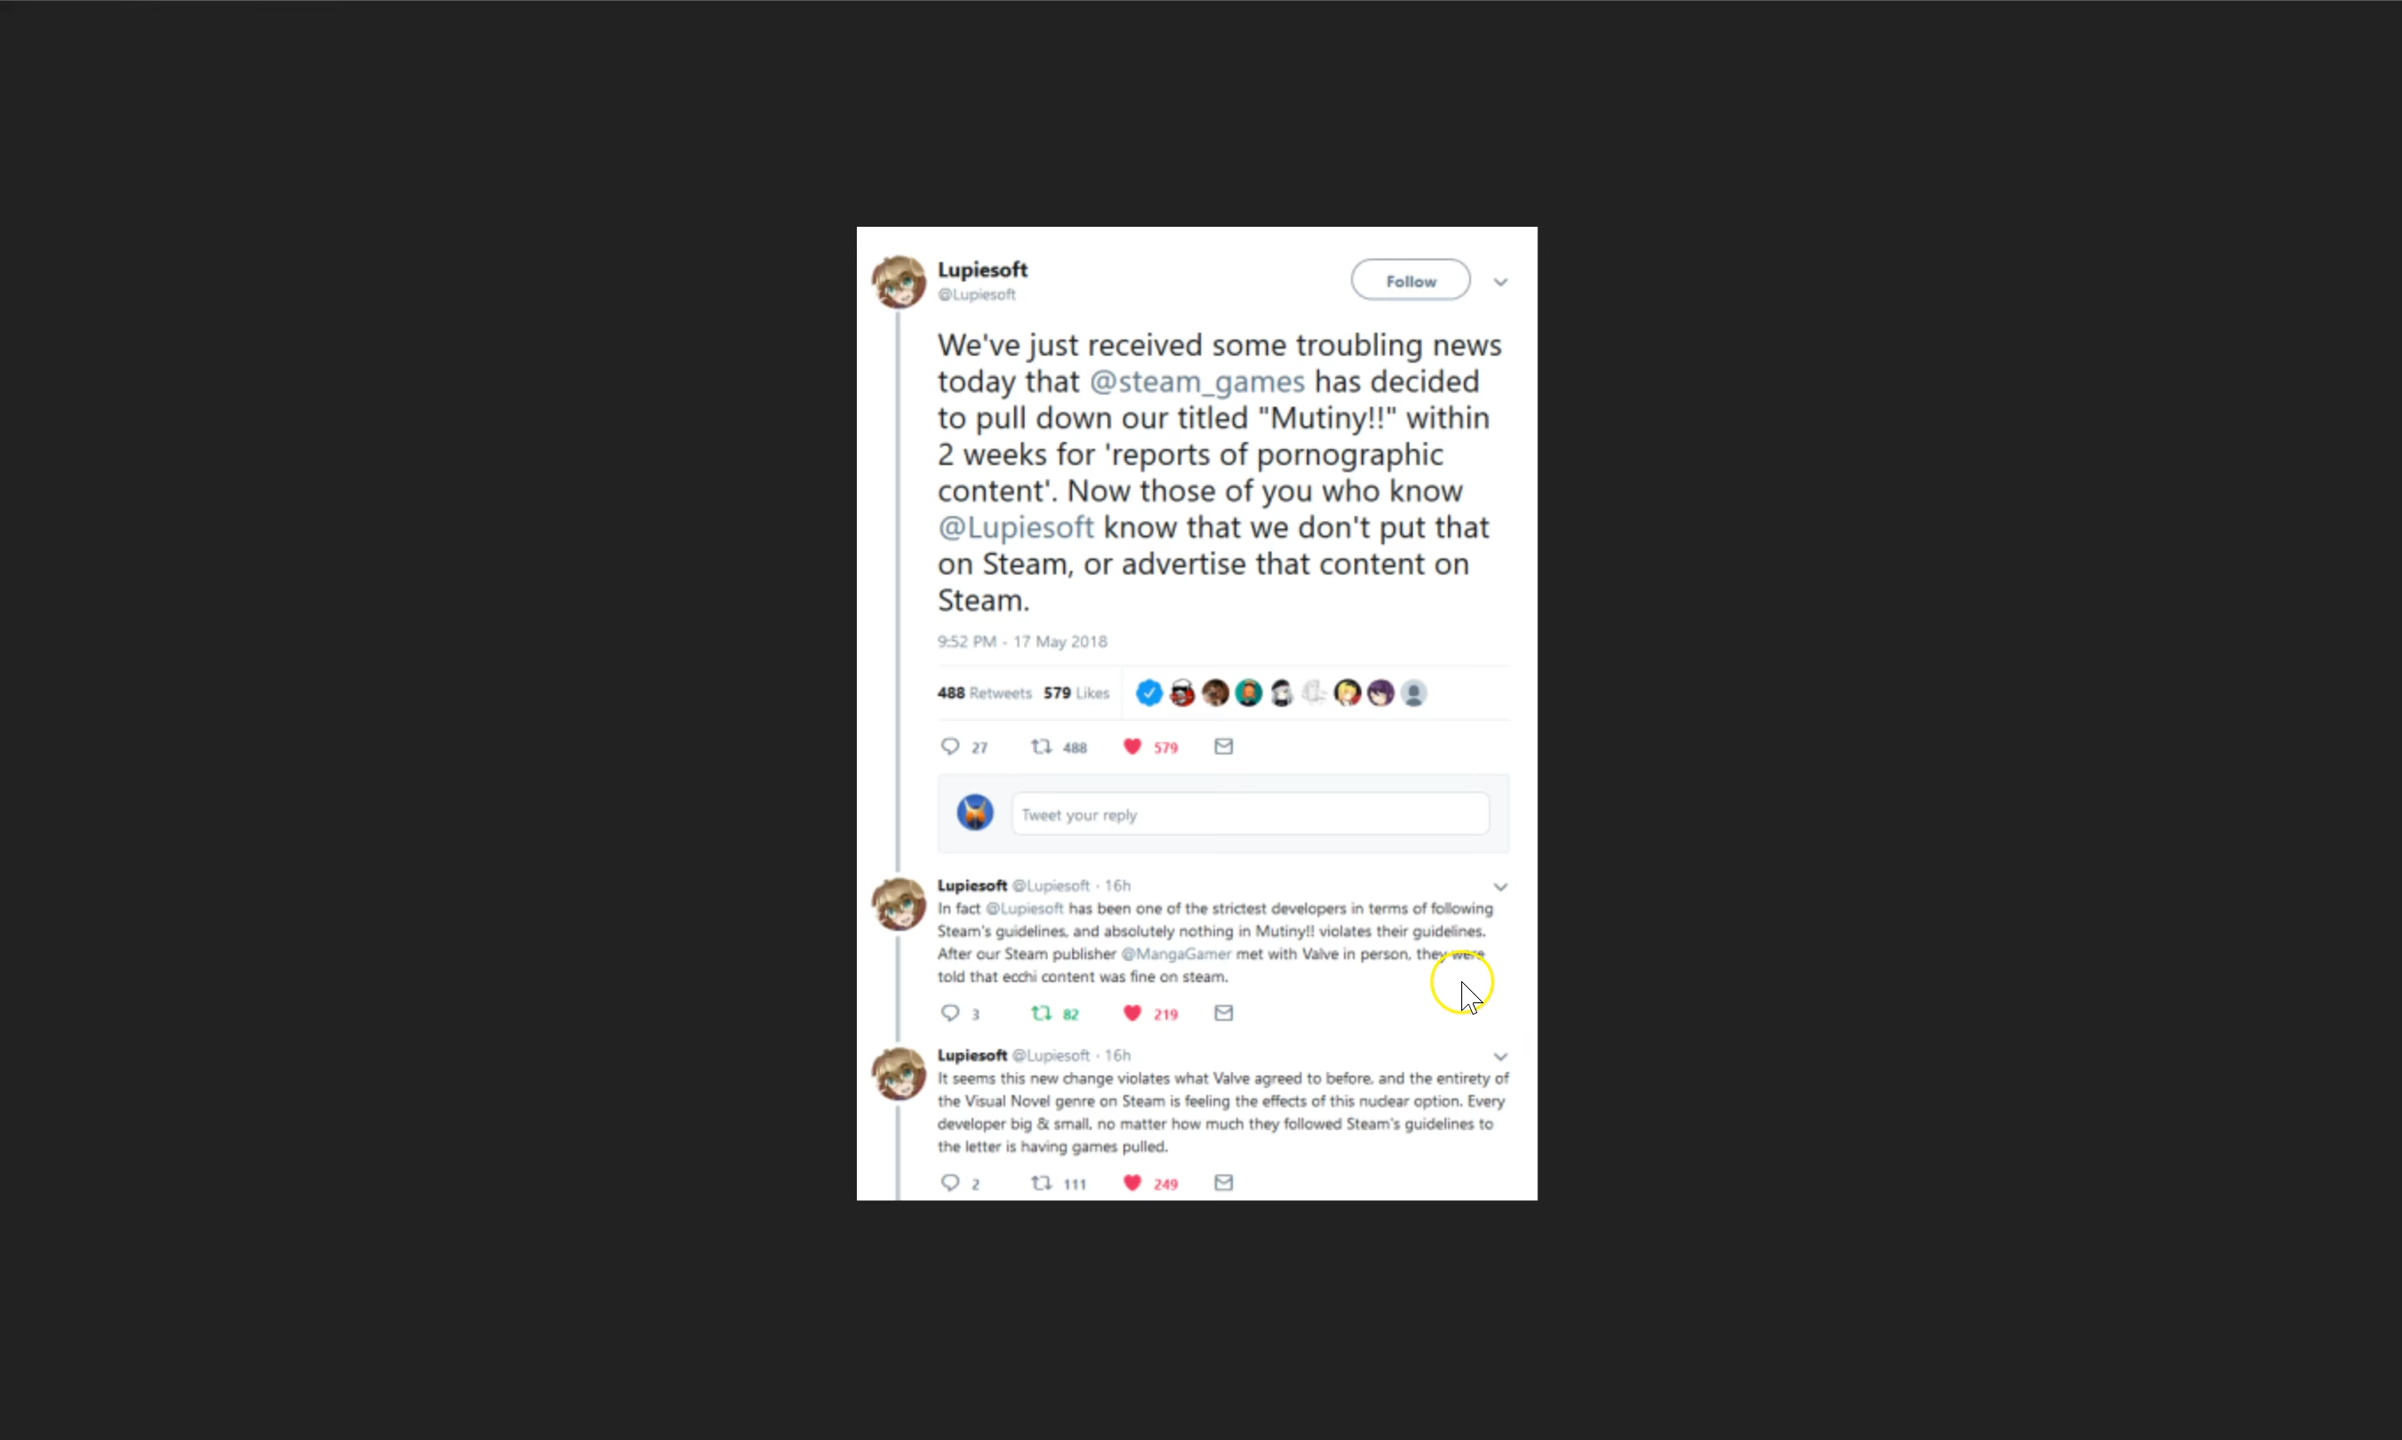 Lupiesoft
@Lupiesoft
Follow
We've just received some troubling news
today that @steam_games has decided
to pull down our titled "Mutiny!!" within
2 weeks for 'reports of pornographic
content'. Now those of you who know
@Lupiesoft know that we don't put that
on Steam, or advertise that content on
Steam.
9:52 PM - 17 May 2018
488 Retweets 579 Likes
27 488 579
Tweet your reply
Lupiesoft @Lupiesoft · 16h
In fact @Lupiesoft has been one of the strictest developers in terms of following
Steam's guidelines, and absolutely nothing in Mutiny!! violates their guidelines.
After our Steam publisher @MangaGamer met with Valve in person, they were
told that ecchi content was fine on steam.
3 82 219
Lupiesoft @Lupiesoft · 16h
It seems this new change violates what Valve agreed to before, and the entirety of
the Visual Novel genre on Steam is feeling the effects of this nuclear option. Every
developer big & small, no matter how much they followed Steam's guidelines to
the letter is having games pulled.
2 111 249